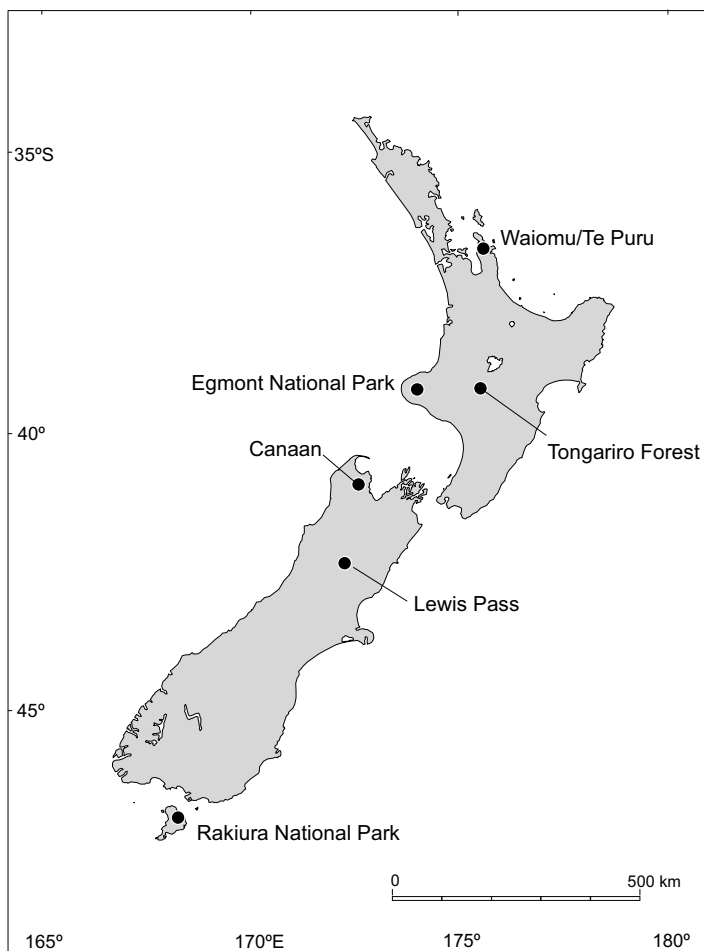 35ºS
Waiomu/Te Puru
Egmont National Park
40º
Canaan
Tongariro Forest
Lewis Pass
45º
Rakiura National Park
0
500 km
165º
170ºE
175º
180º